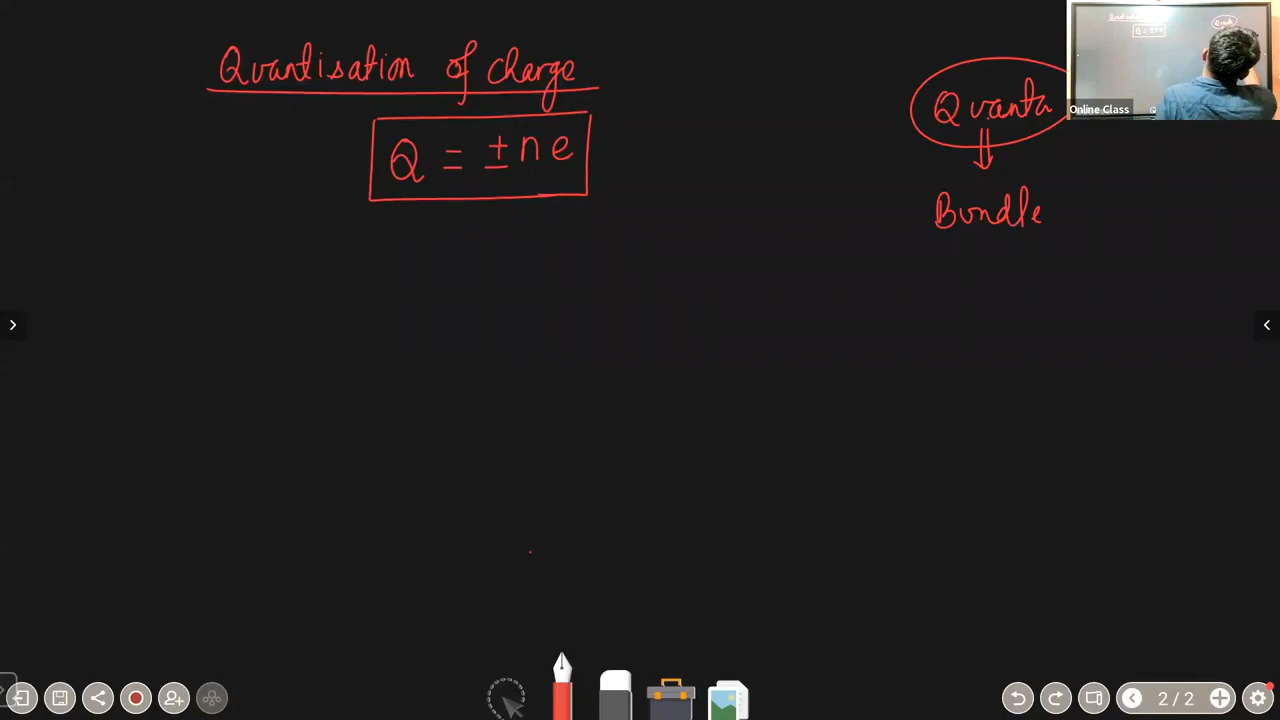 Quantisation of charge
Q = ±ne
Quanta
Bundle
Online Class
2/2